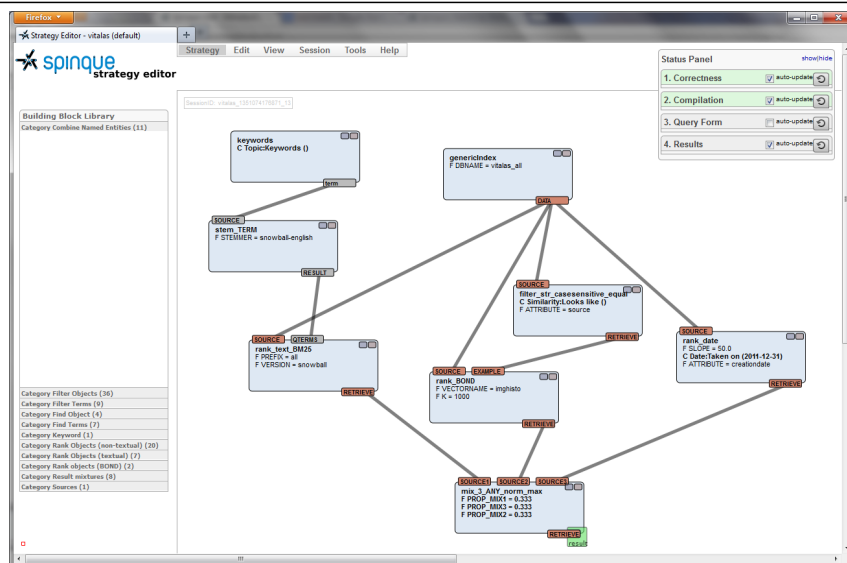 Firefox
Strategy Editor - vitalas (default)
+
spinque
strategy editor
Strategy Edit View Session Tools Help
Status Panel
show|hide
1. Correctness
auto-update
2. Compilation
auto-update
3. Query Form
auto-update
4. Results
auto-update
Building Block Library
Category Combine Named Entities (11)
Category Filter Objects (36)
Category Filter Terms (9)
Category Find Object (4)
Category Find Terms (7)
Category Keyword (1)
Category Rank Objects (non-textual) (20)
Category Rank Objects (textual) (7)
Category Rank objects (BOND) (2)
Category Result mixtures (8)
Category Sources (1)
keywords
C Topic:Keywords ()
term
genericIndex
F DBNAME = vitalas_all
DATA
SOURCE
stem_TERM
F STEMMER = snowball-english
RESULT
SOURCE
filter_str_casesensitive_equal
C Similarity:Looks like ()
F ATTRIBUTE = source
RETRIEVE
SOURCE QTERMS
rank_text_BM25
F PREFIX = all
F VERSION = snowball
RETRIEVE
SOURCE EXAMPLE
rank_BOND
F VECTORNAME = imghisto
F K = 1000
RETRIEVE
SOURCE
rank_date
F SLOPE = 50.0
C Date:Taken on (2011-12-31)
F ATTRIBUTE = creationdate
RETRIEVE
SOURCE1 SOURCE2 SOURCE3
mix_3_ANY_norm_max
F PROP_MIX1 = 0.333
F PROP_MIX3 = 0.333
F PROP_MIX2 = 0.333
RETRIEVE
result